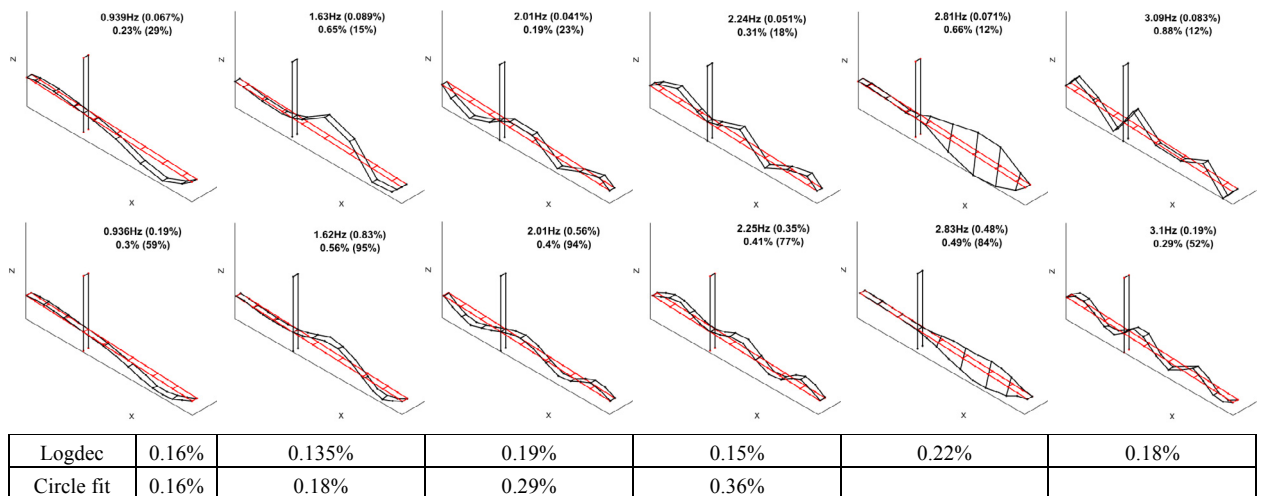 0.939Hz (0.067%)
0.23% (29%)
1.63Hz (0.089%)
0.65% (15%)
2.01Hz (0.041%)
0.19% (23%)
2.24Hz (0.051%)
0.31% (18%)
2.81Hz (0.071%)
0.66% (12%)
3.09Hz (0.083%)
0.88% (12%)
Z
Z
Z
Z
Z
Z
X
X
X
X
X
X
0.936Hz (0.19%)
0.3% (59%)
1.62Hz (0.83%)
0.56% (95%)
2.01Hz (0.56%)
0.4% (94%)
2.25Hz (0.35%)
0.41% (77%)
2.83Hz (0.48%)
0.49% (84%)
3.1Hz (0.19%)
0.29% (52%)
Z
Z
Z
Z
Z
Z
X
X
X
X
X
X
Logdec 0.16% 0.135% 0.19% 0.15% 0.22% 0.18%
Circle fit 0.16% 0.18% 0.29% 0.36%